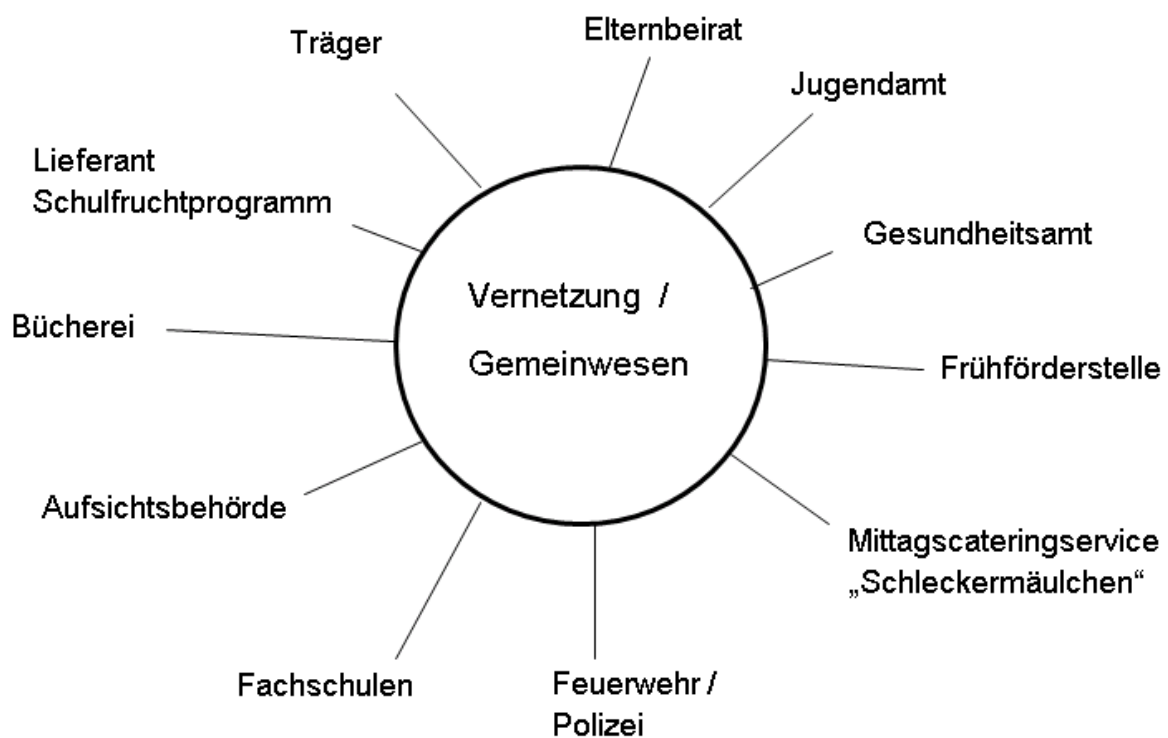 Elternbeirat
Träger
Jugendamt
Lieferant
Schulfruchtprogramm
Gesundheitsamt
Vernetzung /
Gemeinwesen
Bücherei
Frühförderstelle
Aufsichtsbehörde
Mittagscateringservice
„Schleckermäulchen“
Fachschulen
Feuerwehr /
Polizei